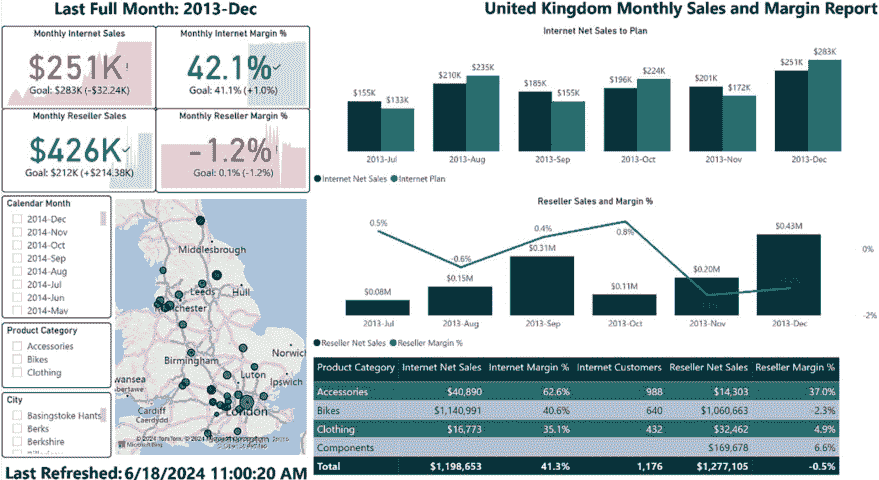 Last Full Month: 2013-Dec
United Kingdom Monthly Sales and Margin Report
Monthly Internet Sales
$251K!
Goal: $283K (-$32.24K)
Monthly Internet Margin %
42.1%✓
Goal: 41.1% (+1.0%)
Monthly Reseller Sales
$426K✓
Goal: $212K (+$214.38K)
Monthly Reseller Margin %
-1.2%!
Goal: 0.1% (-1.2%)
Internet Net Sales to Plan
$155K $133K $210K $235K $185K $155K $196K $224K $201K $172K $251K $283K
2013-Jul 2013-Aug 2013-Sep 2013-Oct 2013-Nov 2013-Dec
Internet Net Sales Internet Plan
Calendar Month
2014-Dec
2014-Nov
2014-Oct
2014-Sep
2014-Aug
2014-Jul
2014-Jun
2014-May
Product Category
Accessories
Bikes
Clothing
City
Basingstoke Hants
Berks
Berkshire
Middlesbrough
Leeds
Hull
Manchester
Birmingham
Norwich
Luton
Ipswich
Swansea
Abertawe
Cardiff
Caerdydd
London
© 2024 TomTom, © 2024 Microsoft Corporation,
Microsoft Bing
Reseller Sales and Margin %
0.5% -0.6% 0.4% 0.8%
$0.08M $0.15M $0.31M $0.11M $0.20M $0.43M
0%
-2%
2013-Jul 2013-Aug 2013-Sep 2013-Oct 2013-Nov 2013-Dec
Reseller Net Sales Reseller Margin %
Product Category Internet Net Sales Internet Margin % Internet Customers Reseller Net Sales Reseller Margin %
Accessories $40,890 62.6% 988 $14,303 37.0%
Bikes $1,140,991 40.6% 640 $1,060,663 -2.3%
Clothing $16,773 35.1% 432 $32,462 4.9%
Components $169,678 6.6%
Total $1,198,653 41.3% 1,176 $1,277,105 -0.5%
Last Refreshed: 6/18/2024 11:00:20 AM